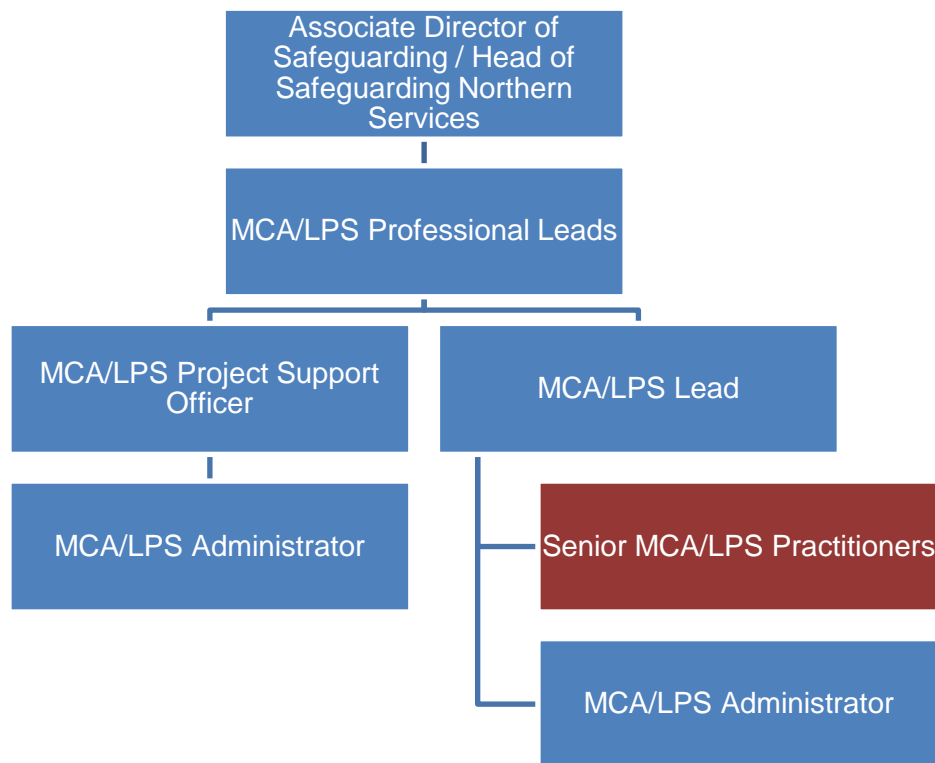 Associate Director of
Safeguarding / Head of
Safeguarding Northern
Services
MCA/LPS Professional Leads
MCA/LPS Project Support
Officer
MCA/LPS Lead
MCA/LPS Administrator
Senior MCA/LPS Practitioners
MCA/LPS Administrator